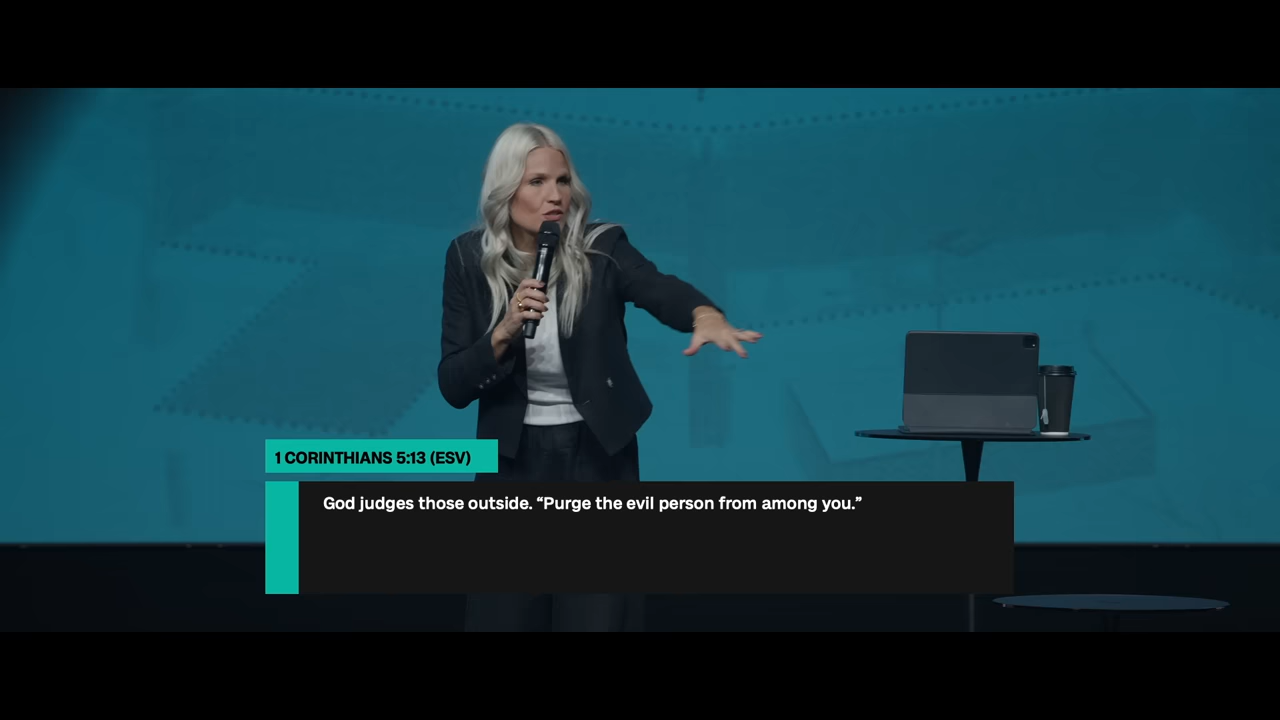 1 CORINTHIANS 5:13 (ESV)
God judges those outside. “Purge the evil person from among you.”